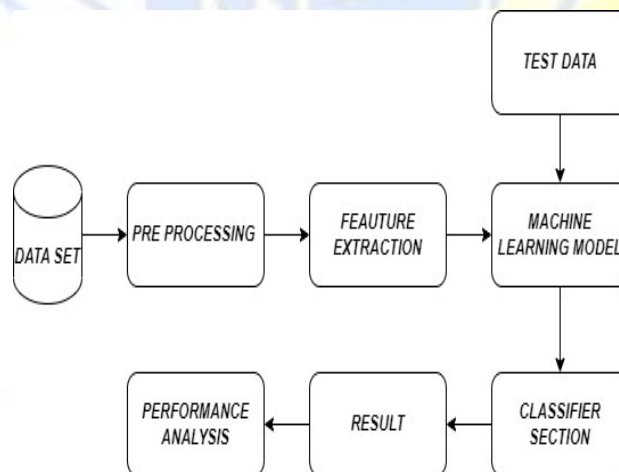 TEST DATA
DATA SET
PRE PROCESSING
FEAUTURE
EXTRACTION
MACHINE
LEARNING MODEL
PERFORMANCE
ANALYSIS
RESULT
CLASSIFIER
SECTION